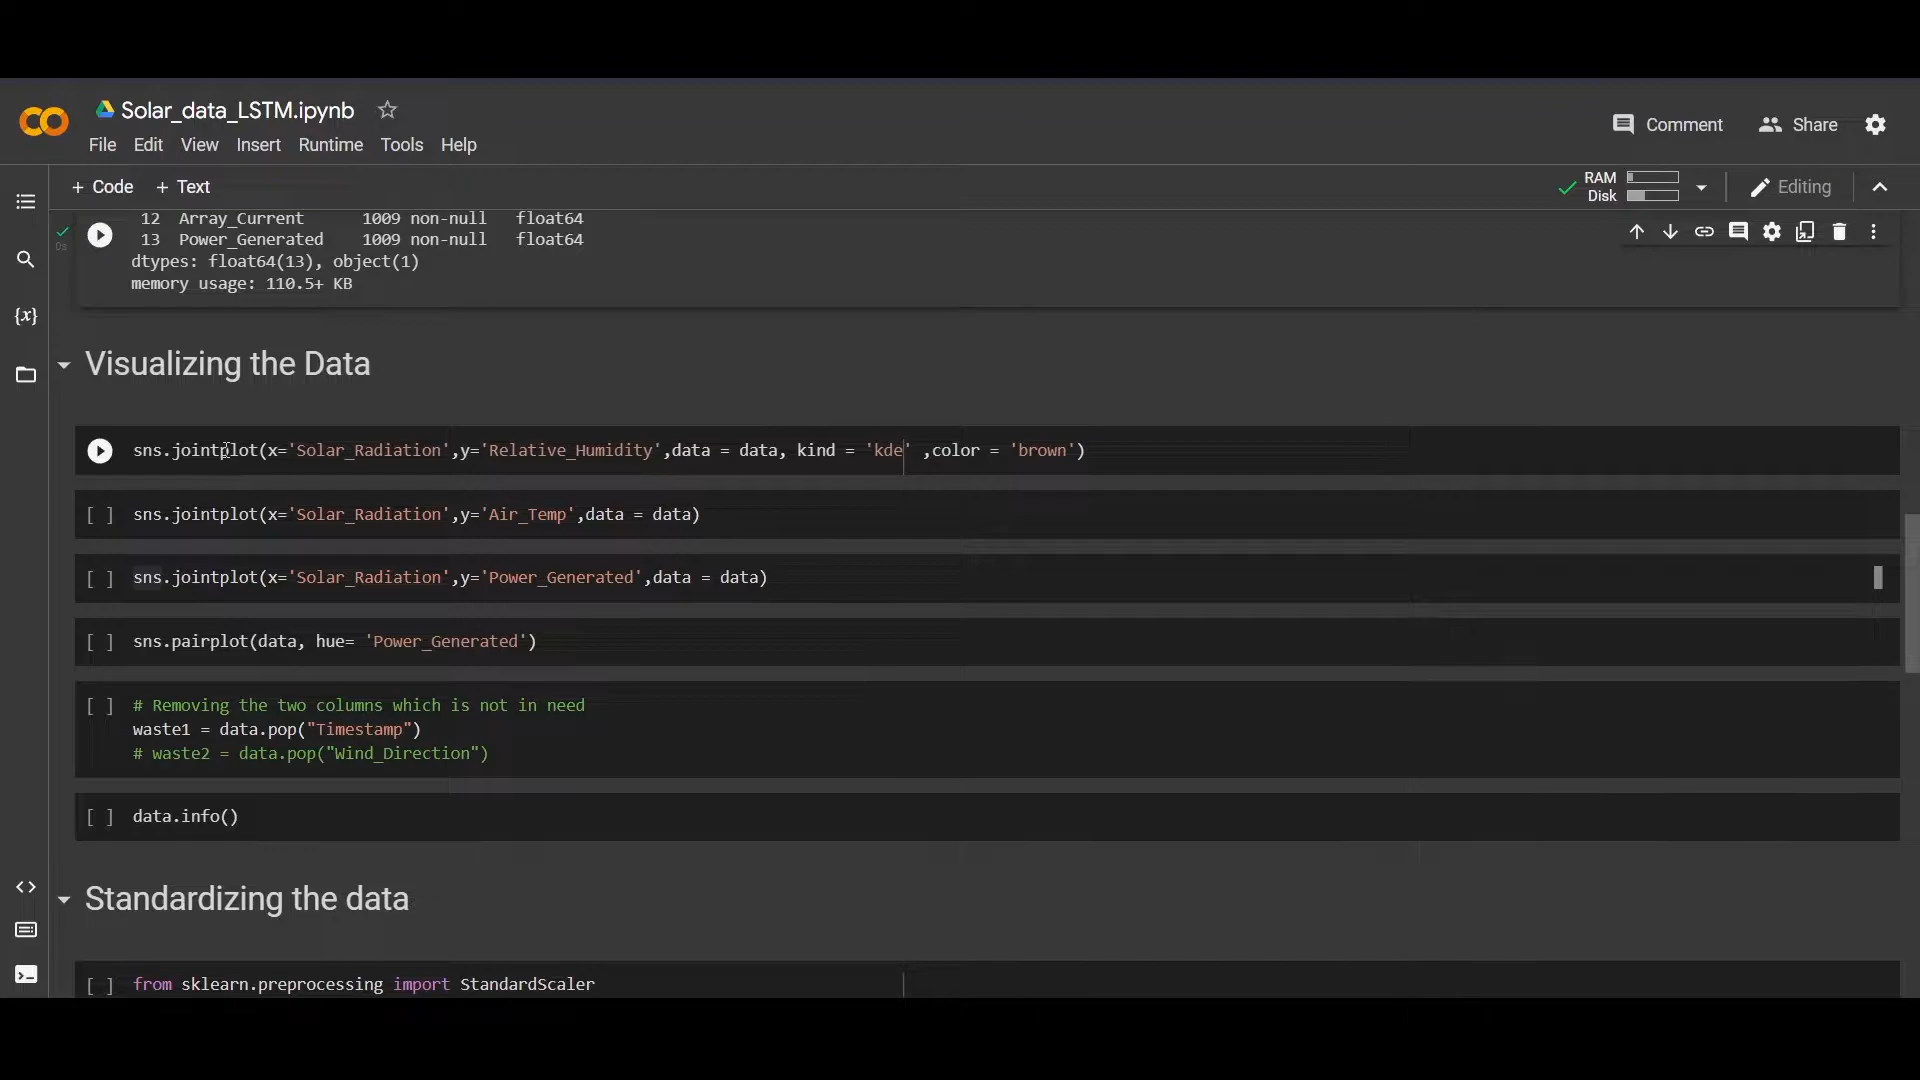 Solar_data_LSTM.ipynb
File Edit View Insert Runtime Tools Help
Comment Share
+ Code + Text
RAM
Disk
Editing
12 Array_Current 1009 non-null float64
13 Power_Generated 1009 non-null float64
dtypes: float64(13), object(1)
memory usage: 110.5+ KB
0s
{x}
Visualizing the Data
sns.jointplot(x='Solar_Radiation',y='Relative_Humidity',data = data, kind = 'kde' ,color = 'brown')
[ ] sns.jointplot(x='Solar_Radiation',y='Air_Temp',data = data)
[ ] sns.jointplot(x='Solar_Radiation',y='Power_Generated',data = data)
[ ] sns.pairplot(data, hue= 'Power_Generated')
[ ] # Removing the two columns which is not in need
waste1 = data.pop("Timestamp")
# waste2 = data.pop("Wind_Direction")
[ ] data.info()
Standardizing the data
[ ] from sklearn.preprocessing import StandardScaler